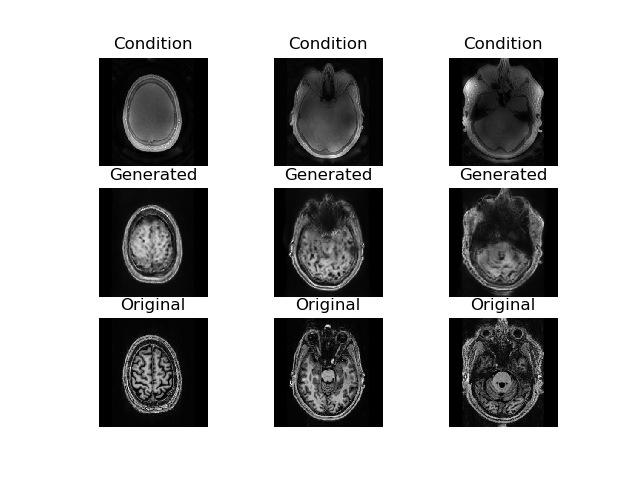 Condition Condition Condition
Generated Generated Generated
Original Original Original